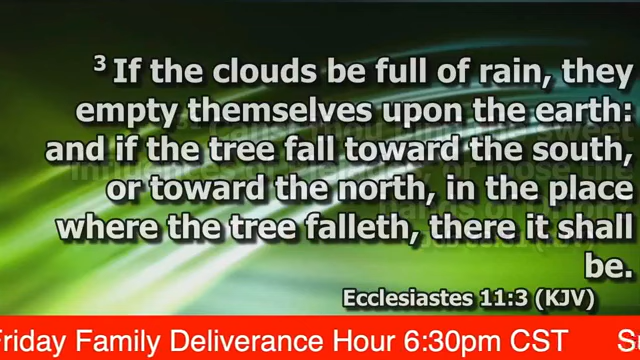 3 If the clouds be full of rain, they
empty themselves upon the earth:
and if the tree fall toward the south,
or toward the north, in the place
where the tree falleth, there it shall
be.
Ecclesiastes 11:3 (KJV)
Friday Family Deliverance Hour 6:30pm CST